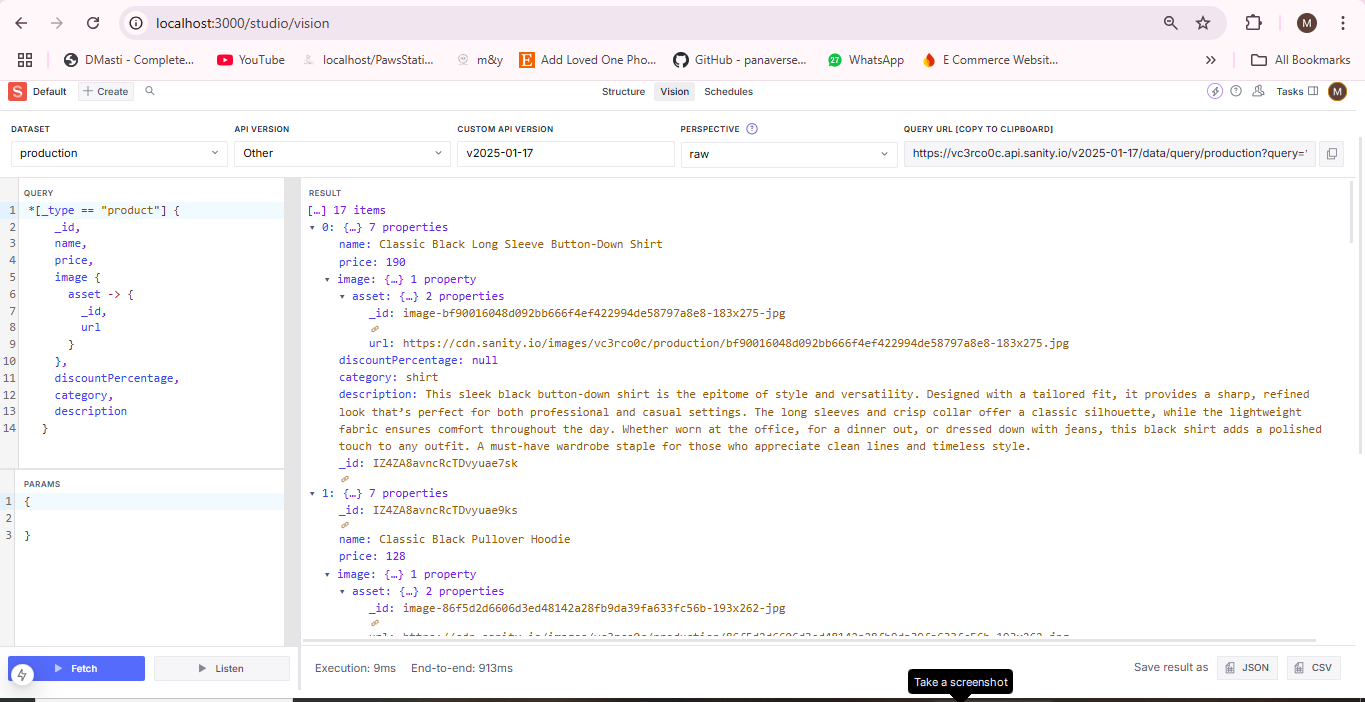 localhost:3000/studio/vision
M
DMasti - Complete...
YouTube
localhost/PawsStati...
m&y
E
Add Loved One Pho...
GitHub - panaverse...
27
WhatsApp
E Commerce Websit...
All Bookmarks
S
Default
Create
Structure
Vision
Schedules
Tasks
M
DATASET
API VERSION
CUSTOM API VERSION
PERSPECTIVE
QUERY URL [COPY TO CLIPBOARD]
production
Other
v2025-01-17
raw
https://vc3rco0c.api.sanity.io/v2025-01-17/data/query/production?query=
QUERY
1 *[_type == "product"] {
2 _id,
3 name,
4 price,
5 image {
6 asset -> {
7 _id,
8 url
9 }
10 },
11 discountPercentage,
12 category,
13 description
14 }
PARAMS
1 {
2
3 }
Fetch
Listen
RESULT
[…] 17 items
0: {…} 7 properties
name: Classic Black Long Sleeve Button-Down Shirt
price: 190
image: {…} 1 property
asset: {…} 2 properties
_id: image-bf90016048d092bb666f4ef422994de58797a8e8-183x275-jpg
url: https://cdn.sanity.io/images/vc3rco0c/production/bf90016048d092bb666f4ef422994de58797a8e8-183x275.jpg
discountPercentage: null
category: shirt
description: This sleek black button-down shirt is the epitome of style and versatility. Designed with a tailored fit, it provides a sharp, refined
look that’s perfect for both professional and casual settings. The long sleeves and crisp collar offer a classic silhouette, while the lightweight
fabric ensures comfort throughout the day. Whether worn at the office, for a dinner out, or dressed down with jeans, this black shirt adds a polished
touch to any outfit. A must-have wardrobe staple for those who appreciate clean lines and timeless style.
_id: IZ4ZA8avncRcTDvyuae7sk
1: {…} 7 properties
_id: IZ4ZA8avncRcTDvyuae9ks
name: Classic Black Pullover Hoodie
price: 128
image: {…} 1 property
asset: {…} 2 properties
_id: image-86f5d2d6606d3ed48142a28fb9da39fa633fc56b-193x262-jpg
url: https://cdn.sanity.io/images/vc3rco0c/production/86f5d2d6606d3ed48142a28fb9da39fa633fc56b-193x262.jpg
Execution: 9ms
End-to-end: 913ms
Save result as
JSON
CSV
Take a screenshot